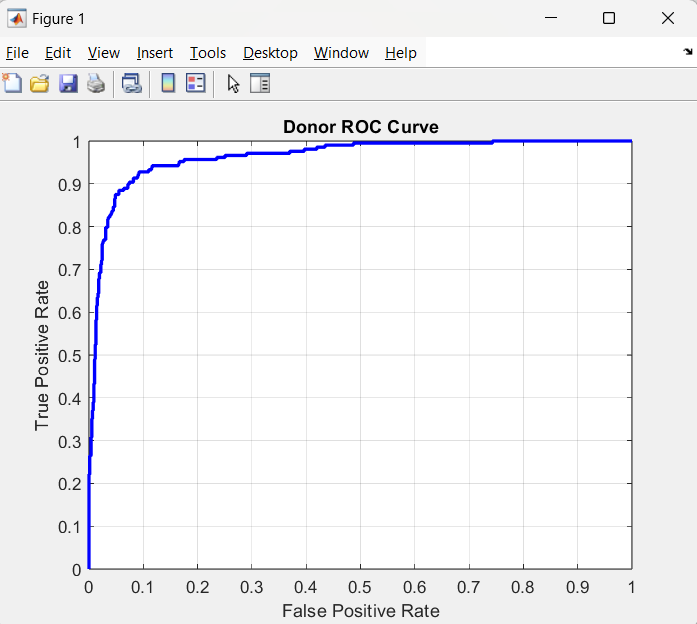 Figure 1
File Edit View Insert Tools Desktop Window Help
Donor ROC Curve
1
0.9
0.8
0.7
0.6
0.5
0.4
0.3
0.2
0.1
0
True Positive Rate
0 0.1 0.2 0.3 0.4 0.5 0.6 0.7 0.8 0.9 1
False Positive Rate